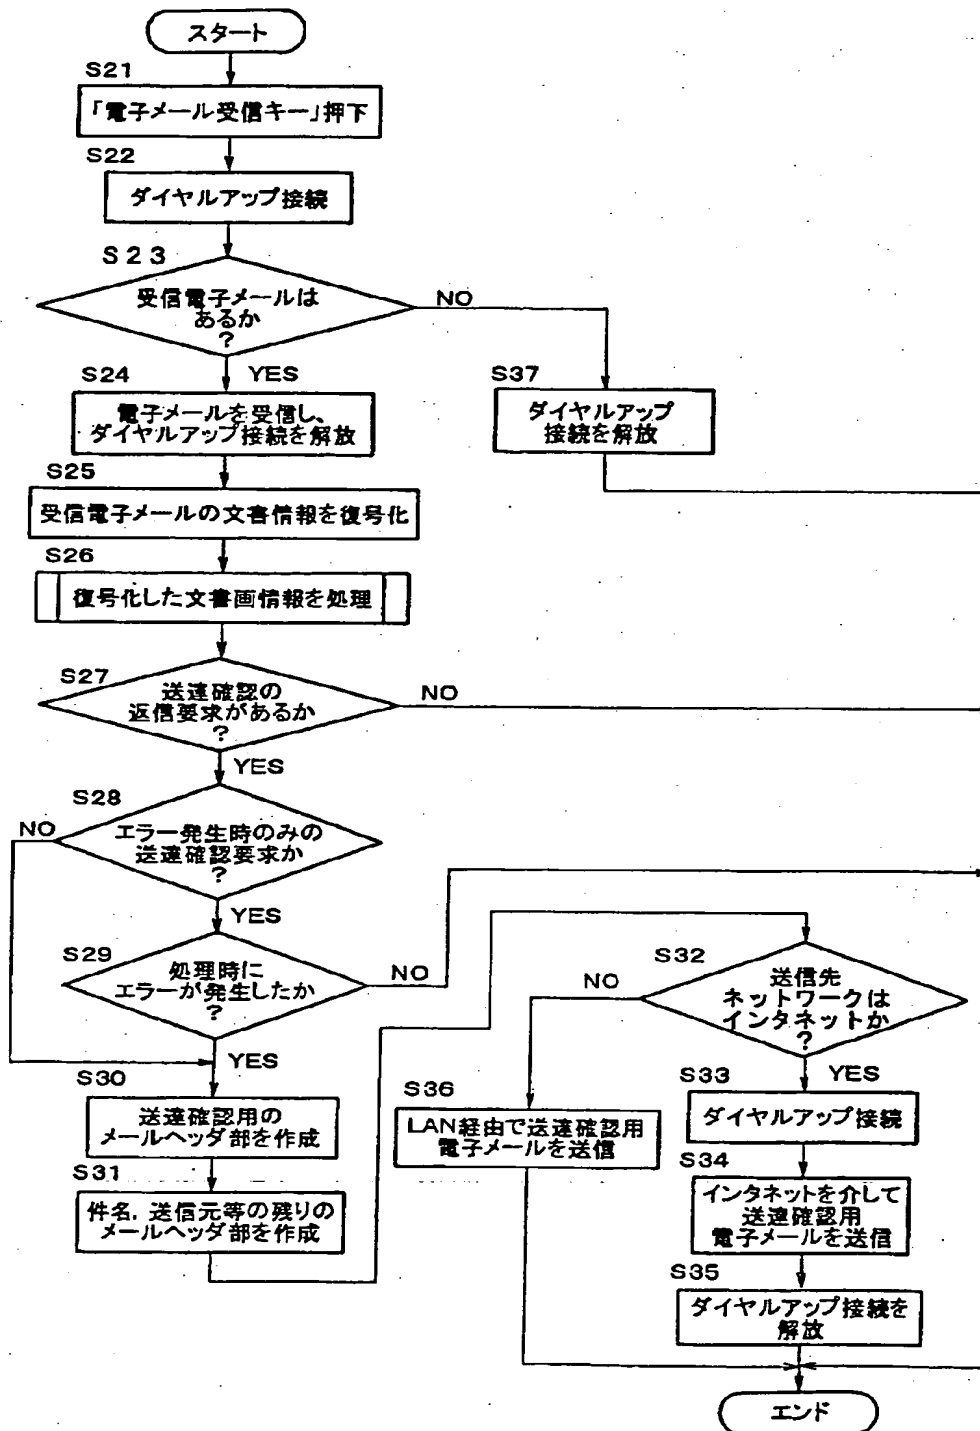 スタート
S21
「電子メール受信キー」押下
S22
ダイヤルアップ接続
S23
受信電子メールは
あるか
?
NO
YES
S24
電子メールを受信し、
ダイヤルアップ接続を解放
S37
ダイヤルアップ
接続を解放
S25
受信電子メールの文書情報を復号化
S26
復号化した文書画情報を処理
S27
送達確認の
返信要求があるか
?
NO
YES
S28
エラー発生時のみの
送達確認要求か
?
NO
YES
S29
処理時に
エラーが発生したか
?
NO
YES
S30
送達確認用の
メールヘッダ部を作成
S31
件名, 送信元等の残りの
メールヘッダ部を作成
S32
送信先
ネットワークは
インタネットか
?
NO
YES
S36
LAN経由で送達確認用
電子メールを送信
S33
ダイヤルアップ接続
S34
インタネットを介して
送達確認用
電子メールを送信
S35
ダイヤルアップ接続を
解放
エンド